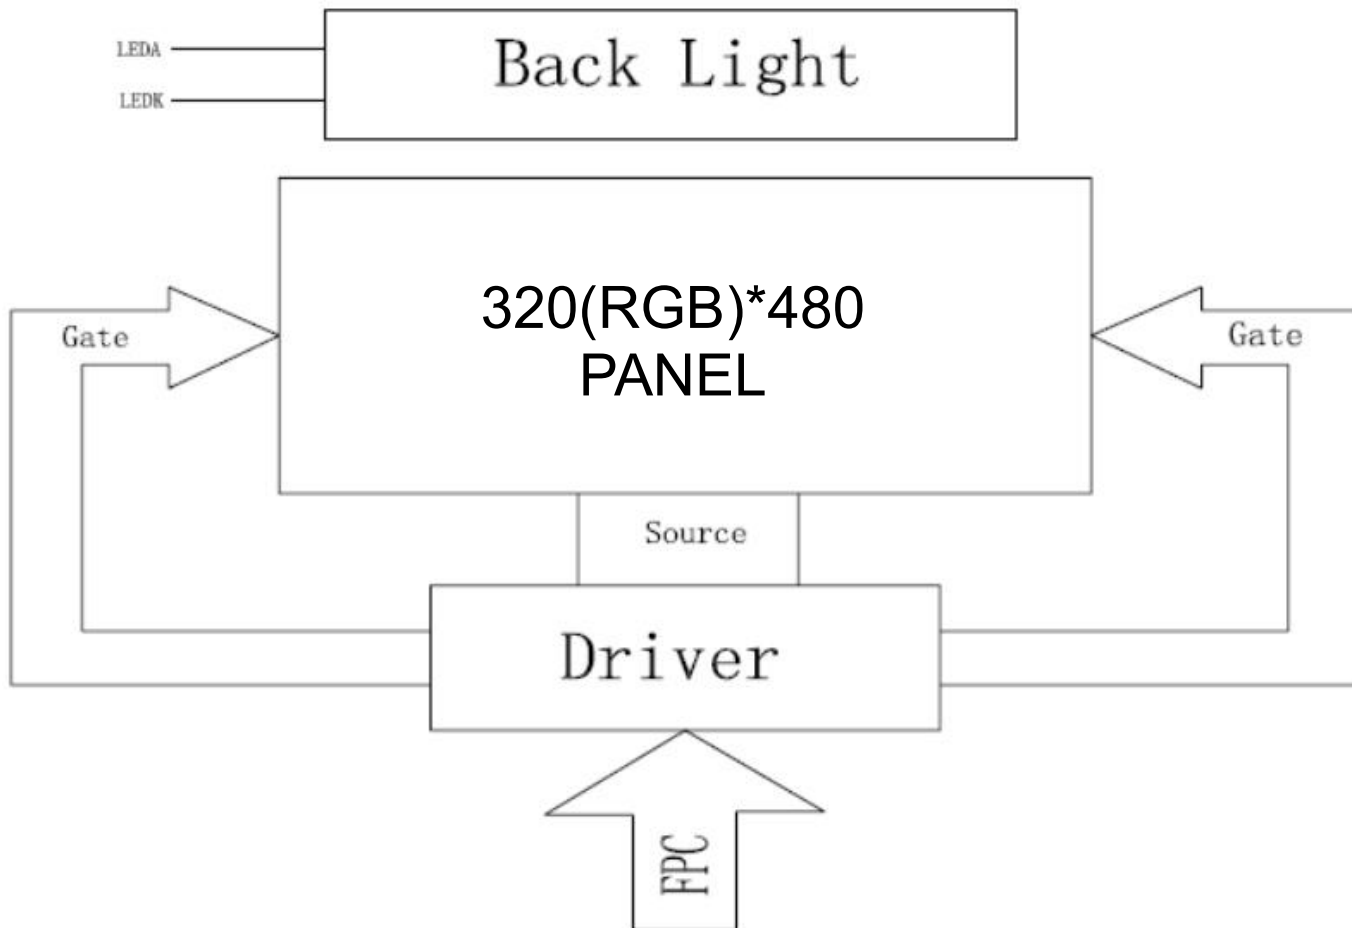 LEDA
LEDK
Back Light
320(RGB)*480
PANEL
Gate
Gate
Source
Driver
FPC